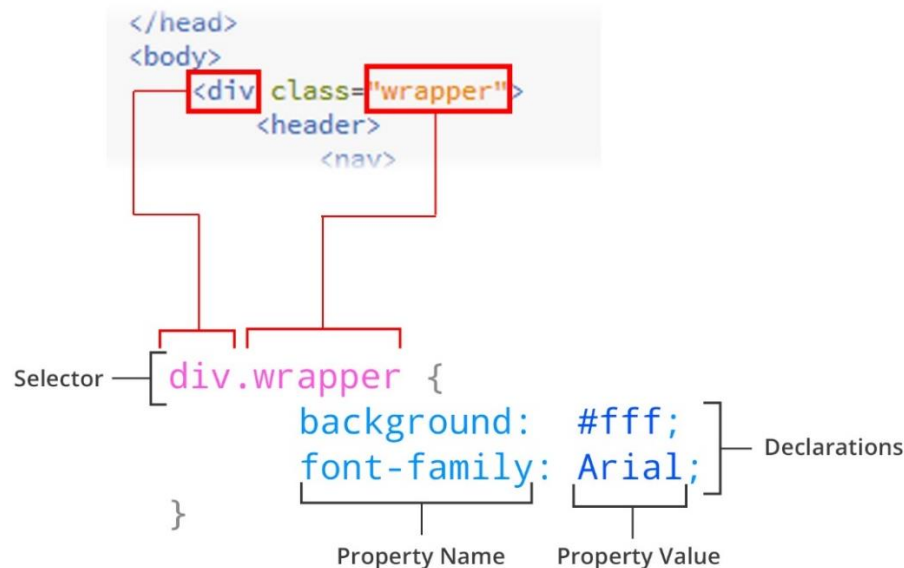 </head>
<body>
<div class="wrapper">
<header>
<nav>
Selector
div.wrapper {
background: #fff;
font-family: Arial;
Declarations
}
Property Name
Property Value